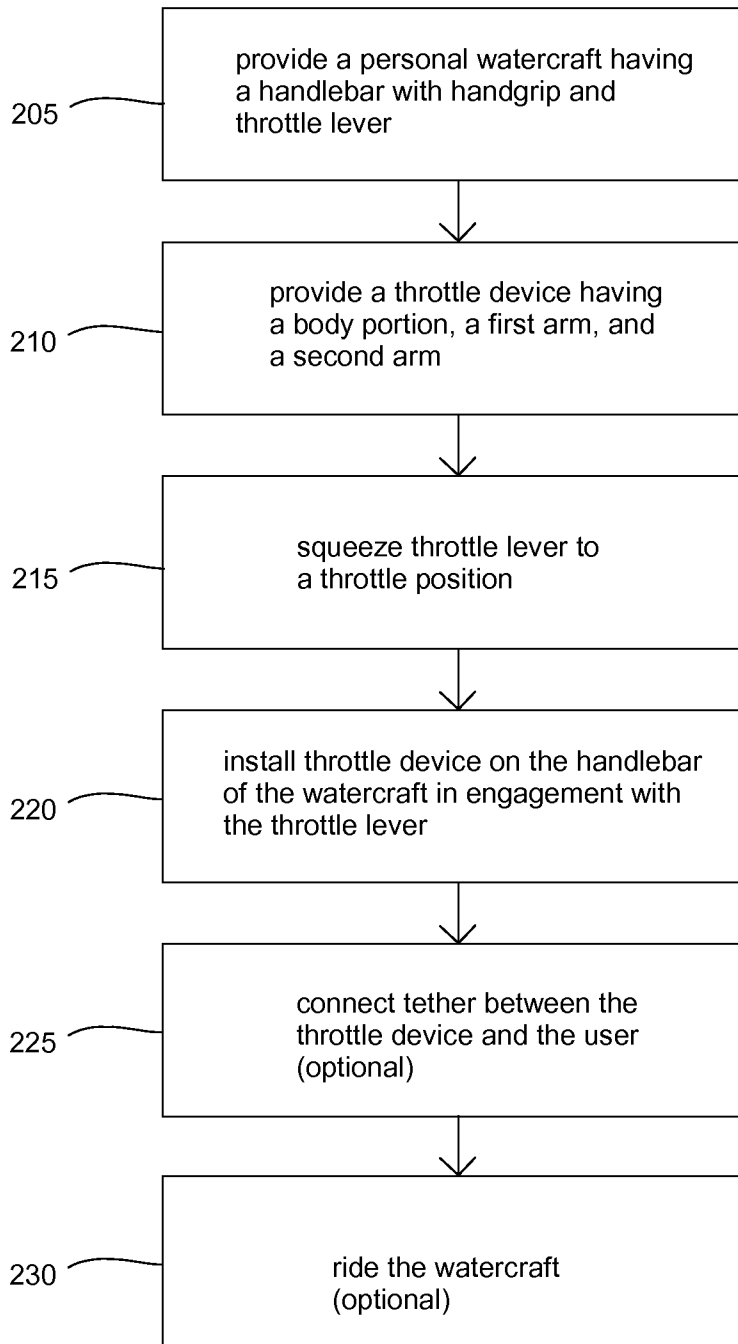 205
provide a personal watercraft having
a handlebar with handgrip and
throttle lever
210
provide a throttle device having
a body portion, a first arm, and
a second arm
215
squeeze throttle lever to
a throttle position
220
install throttle device on the handlebar
of the watercraft in engagement with
the throttle lever
225
connect tether between the
throttle device and the user
(optional)
230
ride the watercraft
(optional)